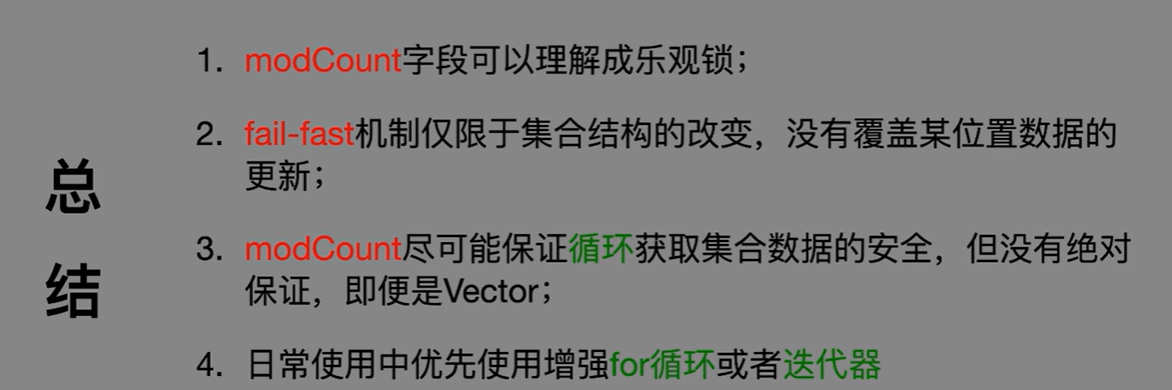 总
结
1. modCount字段可以理解成乐观锁；
2. fail-fast机制仅限于集合结构的改变，没有覆盖某位置数据的
更新；
3. modCount尽可能保证循环获取集合数据的安全，但没有绝对
保证，即便是Vector；
4. 日常使用中优先使用增强for循环或者迭代器